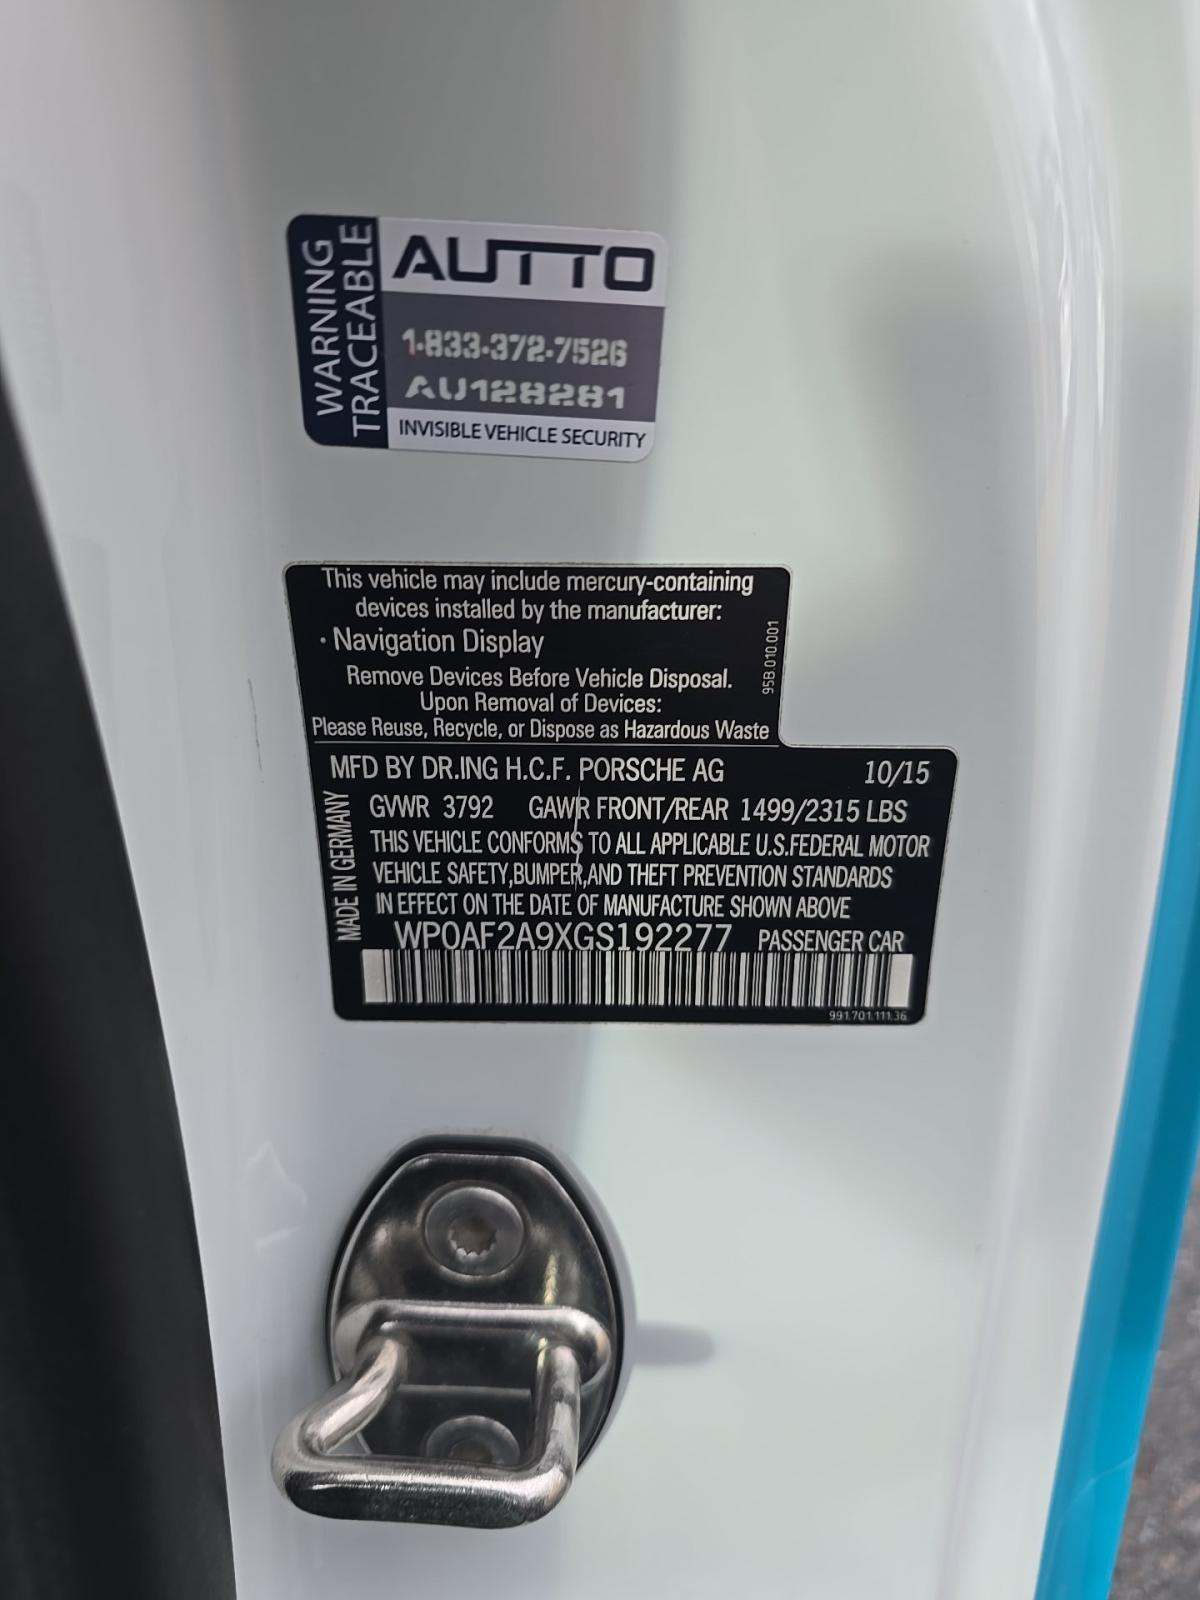 WARNING
TRACEABLE
AUTTO
1-833-372-7526
AU128281
INVISIBLE VEHICLE SECURITY
This vehicle may include mercury-containing
devices installed by the manufacturer:
· Navigation Display
Remove Devices Before Vehicle Disposal.
Upon Removal of Devices:
Please Reuse, Recycle, or Dispose as Hazardous Waste
95B.010.001
MFD BY DR.ING H.C.F. PORSCHE AG 10/15
GVWR 3792 GAWR FRONT/REAR 1499/2315 LBS
THIS VEHICLE CONFORMS TO ALL APPLICABLE U.S.FEDERAL MOTOR
VEHICLE SAFETY,BUMPER,AND THEFT PREVENTION STANDARDS
IN EFFECT ON THE DATE OF MANUFACTURE SHOWN ABOVE
MADE IN GERMANY
WP0AF2A9XGS192277 PASSENGER CAR
991.701.111.36